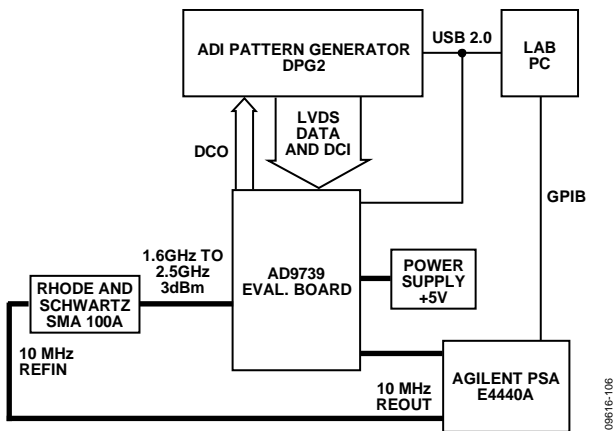 ADI PATTERN GENERATOR
DPG2
USB 2.0
LAB
PC
LVDS
DATA
AND DCI
DCO
GPIB
1.6GHz TO
2.5GHz
3dBm
AD9739
EVAL. BOARD
POWER
SUPPLY
+5V
RHODE AND
SCHWARTZ
SMA 100A
10 MHz
REFIN
10 MHz
REOUT
AGILENT PSA
E4440A
09616-106